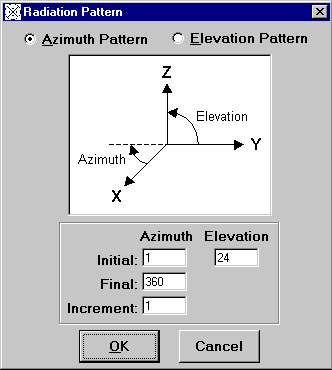 Radiation Pattern
Azimuth Pattern Elevation Pattern
Z
Elevation
Y
Azimuth
X
Azimuth Elevation
Initial: 1 24
Final: 360
Increment: 1
OK Cancel